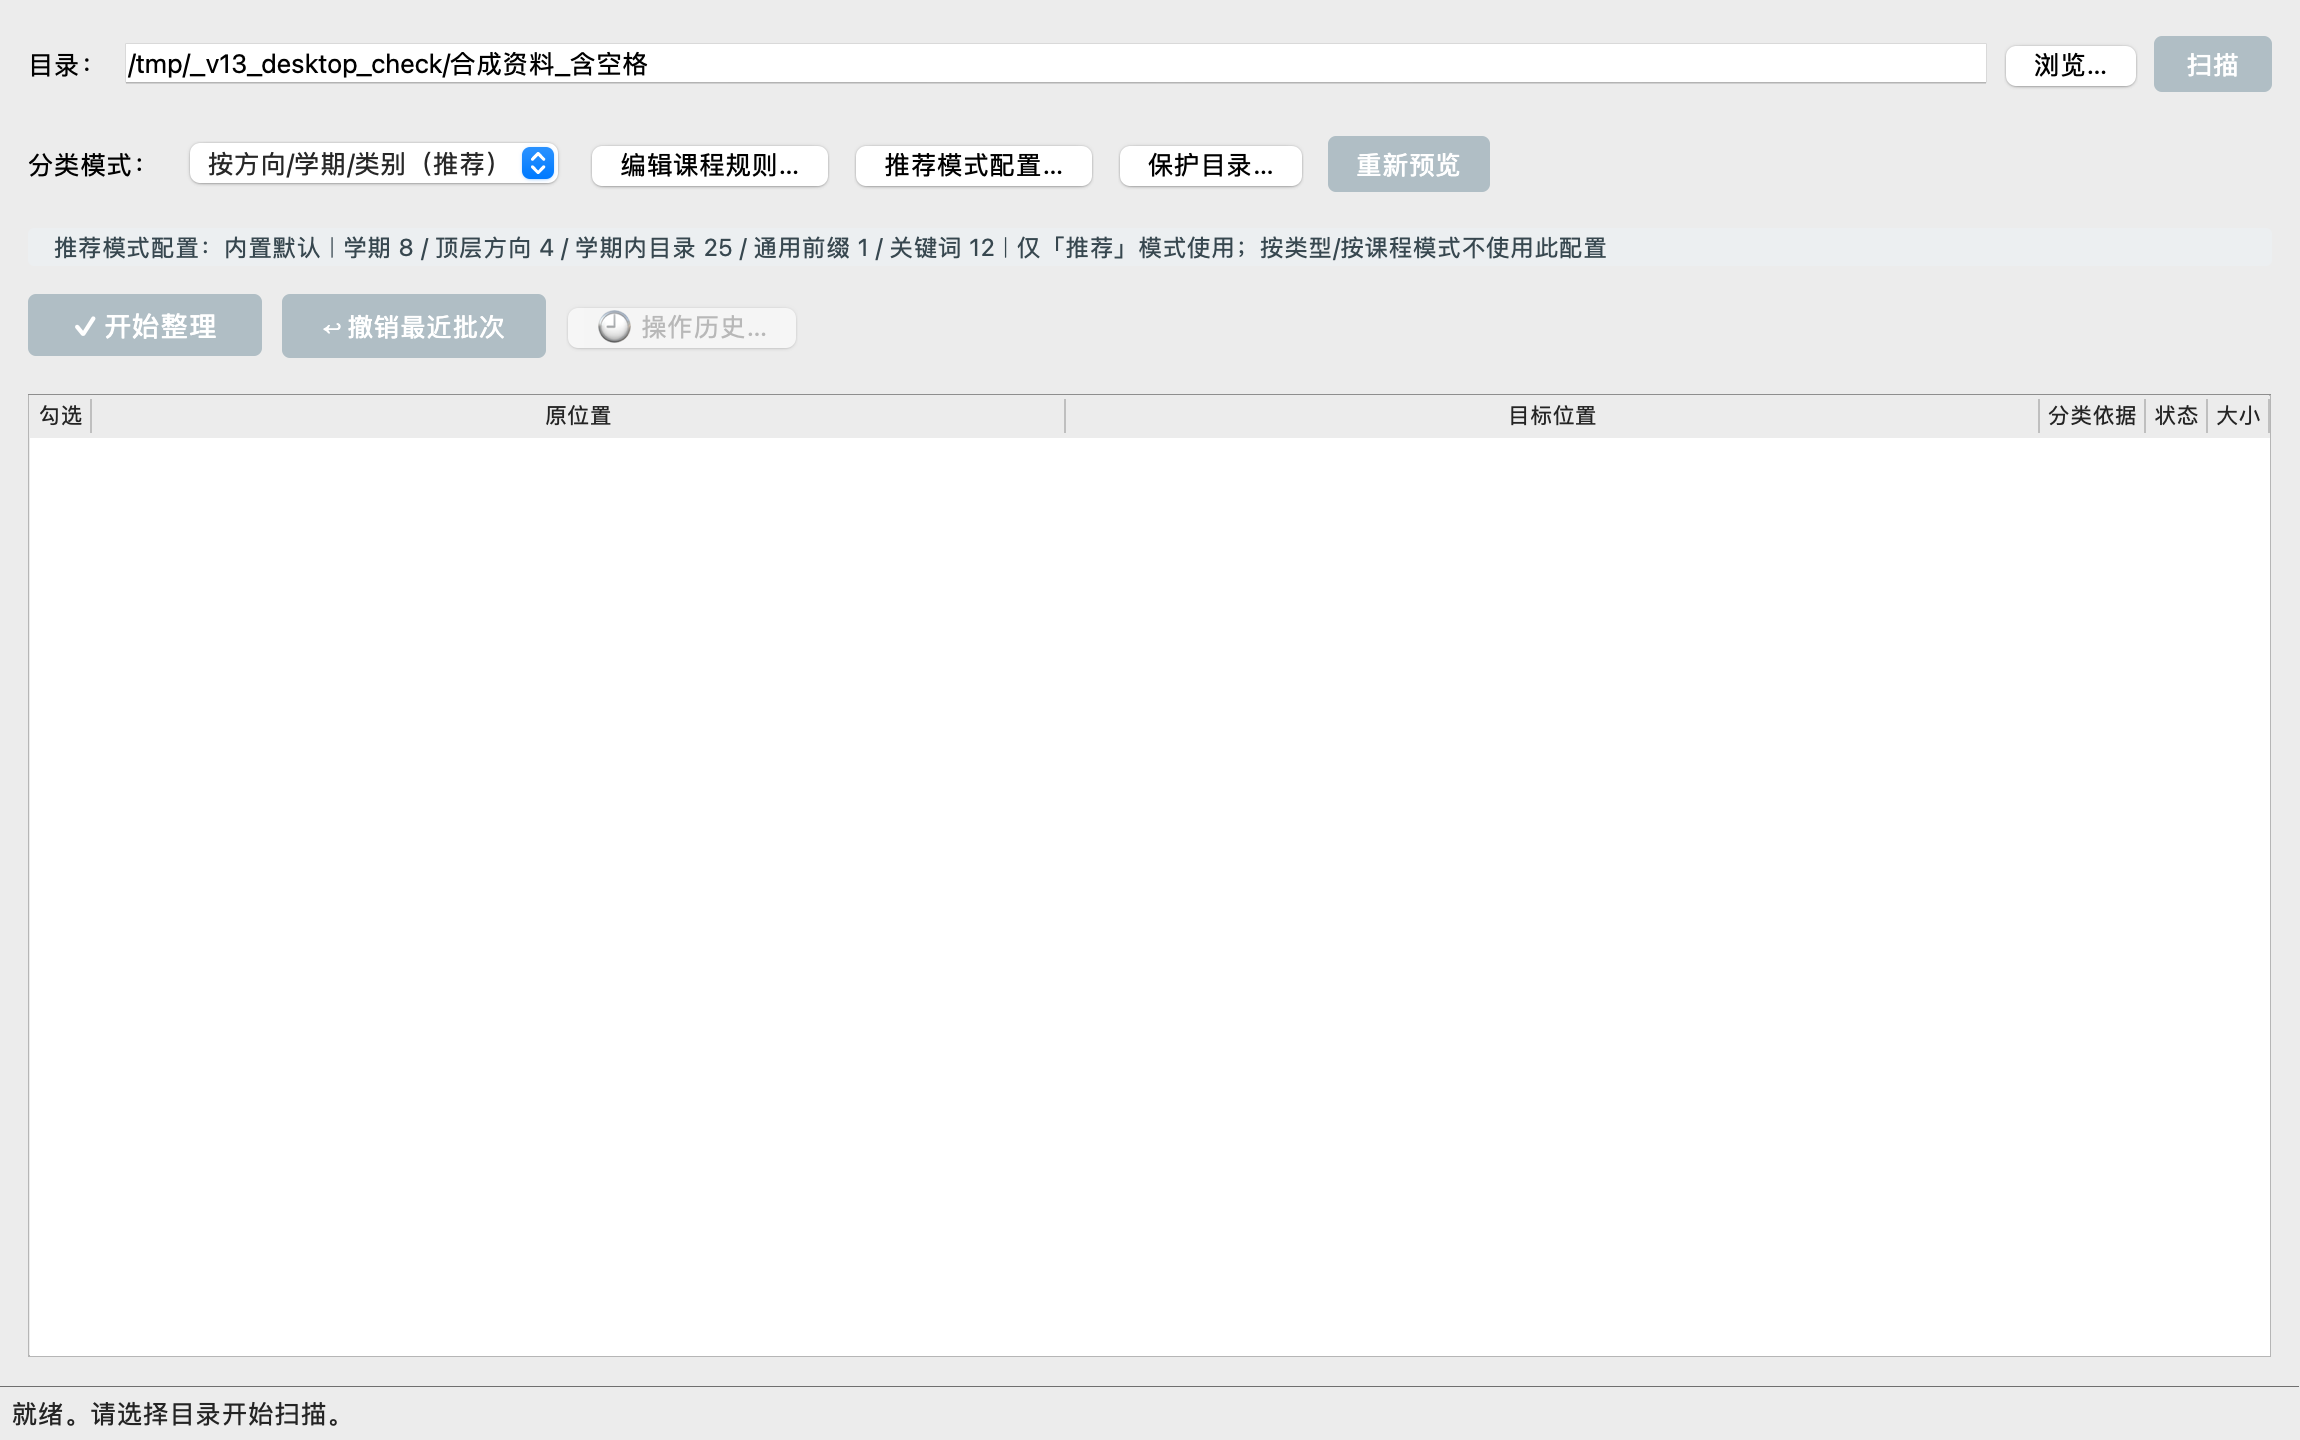 目录： /tmp/_v13_desktop_check/合成资料_含空格 浏览... 扫描
分类模式： 按方向/学期/类别（推荐） 编辑课程规则... 推荐模式配置... 保护目录... 重新预览
推荐模式配置：内置默认 | 学期 8 / 顶层方向 4 / 学期内目录 25 / 通用前缀 1 / 关键词 12 | 仅「推荐」模式使用；按类型/按课程模式不使用此配置
✓ 开始整理 ↩ 撤销最近批次 🕘 操作历史...
勾选 原位置 目标位置 分类依据 状态 大小
就绪。请选择目录开始扫描。